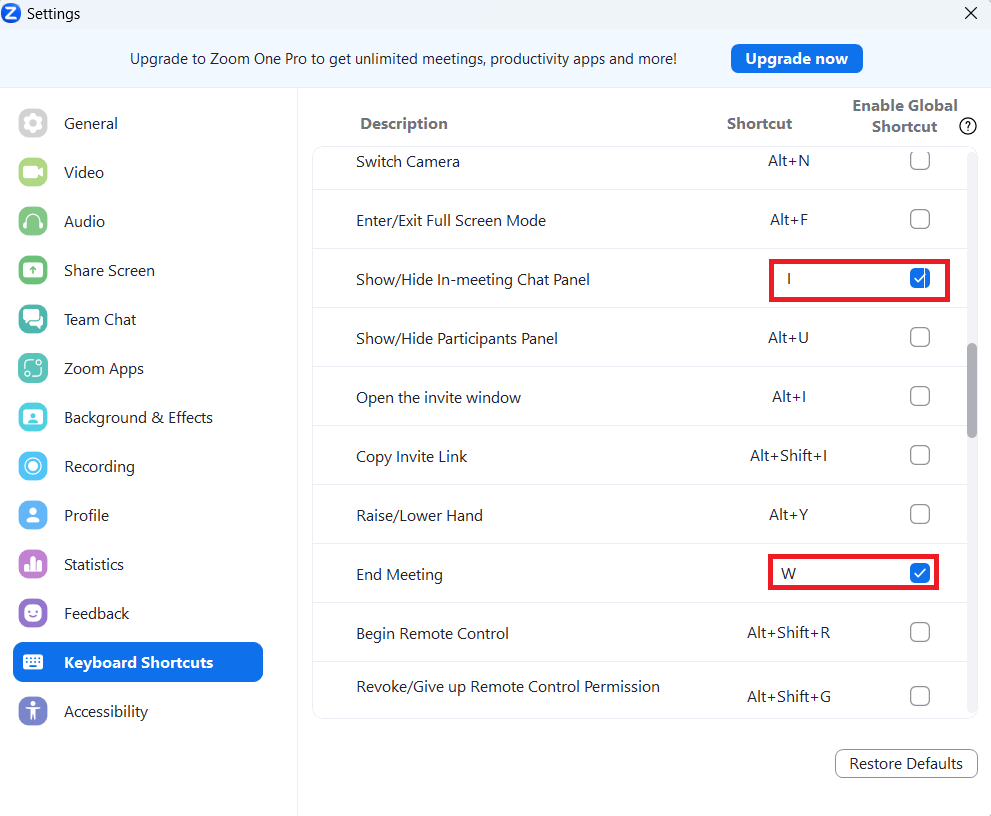 Settings
Upgrade to Zoom One Pro to get unlimited meetings, productivity apps and more! Upgrade now
General
Video
Audio
Share Screen
Team Chat
Zoom Apps
Background & Effects
Recording
Profile
Statistics
Feedback
Keyboard Shortcuts
Accessibility
Description Shortcut Enable Global
Shortcut ?
Switch Camera Alt+N
Enter/Exit Full Screen Mode Alt+F
Show/Hide In-meeting Chat Panel I
Show/Hide Participants Panel Alt+U
Open the invite window Alt+I
Copy Invite Link Alt+Shift+I
Raise/Lower Hand Alt+Y
End Meeting W
Begin Remote Control Alt+Shift+R
Revoke/Give up Remote Control Permission Alt+Shift+G
Restore Defaults